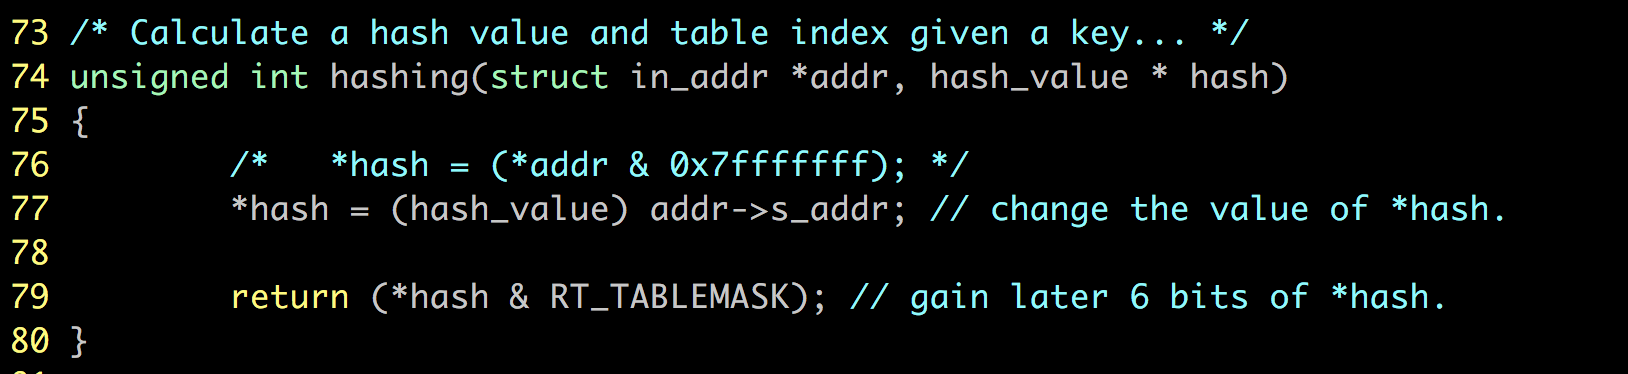 73 /* Calculate a hash value and table index given a key... */
74 unsigned int hashing(struct in_addr *addr, hash_value * hash)
75 {
76         /*   *hash = (*addr & 0x7fffffff); */
77         *hash = (hash_value) addr->s_addr; // change the value of *hash.
78
79         return (*hash & RT_TABLEMASK); // gain later 6 bits of *hash.
80 }